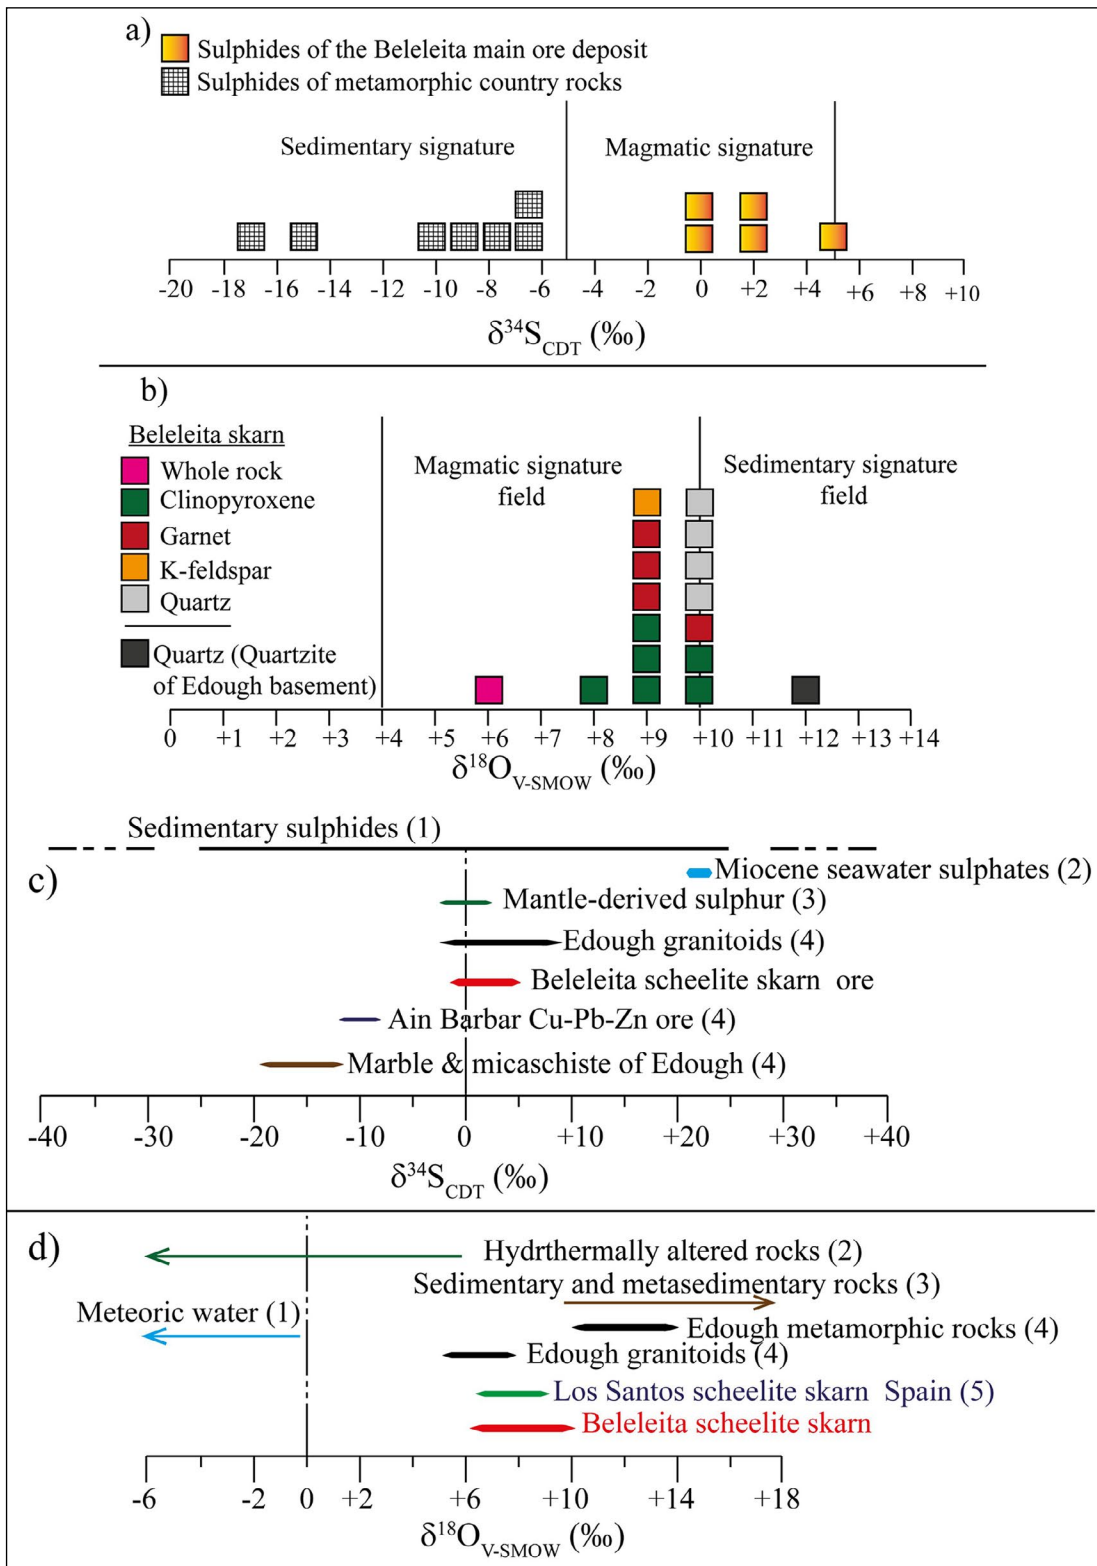 a)
Sulphides of the Beleleita main ore deposit
Sulphides of metamorphic country rocks
Sedimentary signature
Magmatic signature
-20 -18 -16 -14 -12 -10 -8 -6 -4 -2 0 +2 +4 +6 +8 +10
δ³⁴S_CDT (‰)
b)
Beleleita skarn
Whole rock
Clinopyroxene
Garnet
K-feldspar
Quartz
Quartz (Quartzite
of Edough basement)
Magmatic signature
field
Sedimentary signature
field
0 +1 +2 +3 +4 +5 +6 +7 +8 +9 +10 +11 +12 +13 +14
δ¹⁸O_V-SMOW (‰)
Sedimentary sulphides (1)
c)
Miocene seawater sulphates (2)
Mantle-derived sulphur (3)
Edough granitoids (4)
Beleleita scheelite skarn ore
Ain Barbar Cu-Pb-Zn ore (4)
Marble & micaschiste of Edough (4)
-40 -30 -20 -10 0 +10 +20 +30 +40
δ³⁴S_CDT (‰)
d)
Hydrthermally altered rocks (2)
Sedimentary and metasedimentary rocks (3)
Meteoric water (1)
Edough metamorphic rocks (4)
Edough granitoids (4)
Los Santos scheelite skarn Spain (5)
Beleleita scheelite skarn
-6 -2 0 +2 +6 +10 +14 +18
δ¹⁸O_V-SMOW (‰)